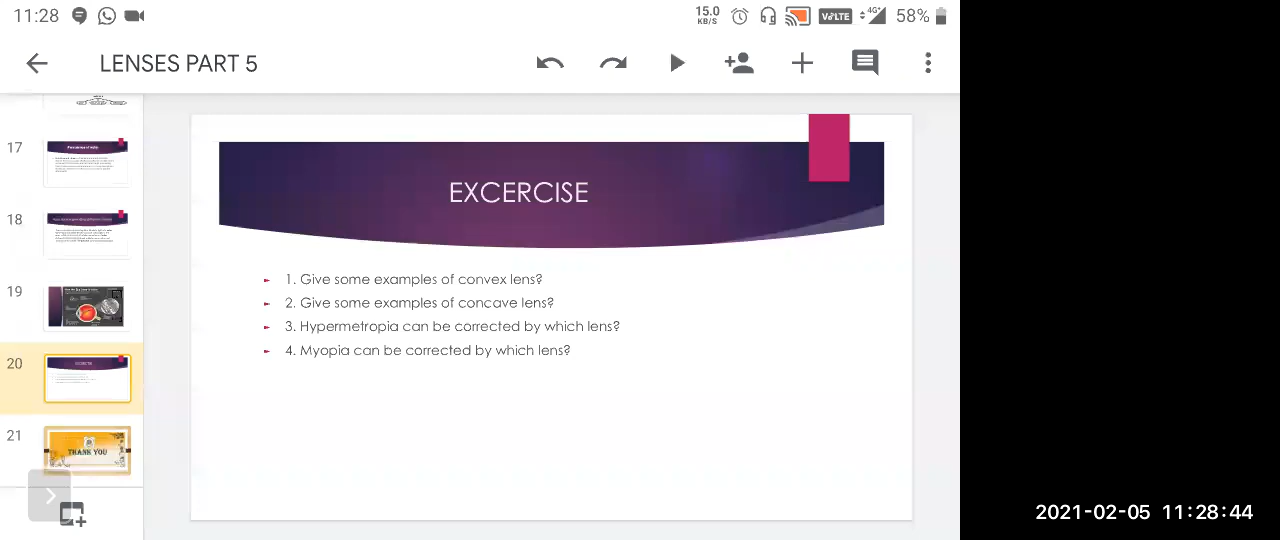 11:28
15.0
KB/S
VoLTE
4G+
58%
LENSES PART 5
17
18
19
20
21
THANK YOU
EXCERCISE
1. Give some examples of convex lens?
2. Give some examples of concave lens?
3. Hypermetropia can be corrected by which lens?
4. Myopia can be corrected by which lens?
2021-02-05 11:28:44